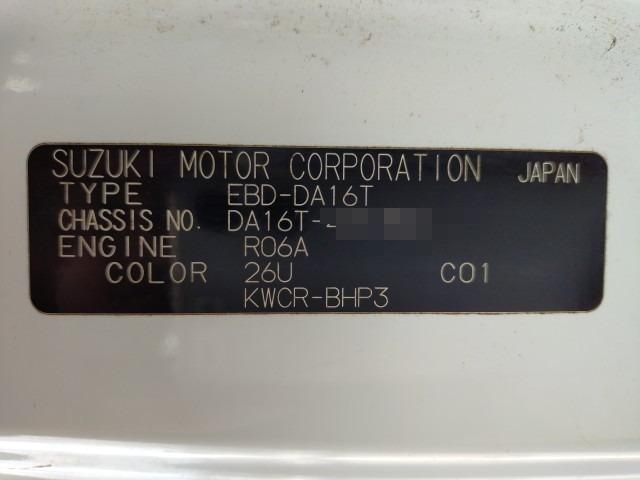 SUZUKI MOTOR CORPORATION JAPAN
TYPE EBD-DA16T
CHASSIS NO. DA16T-
ENGINE R06A
COLOR 26U C01
KWCR-BHP3